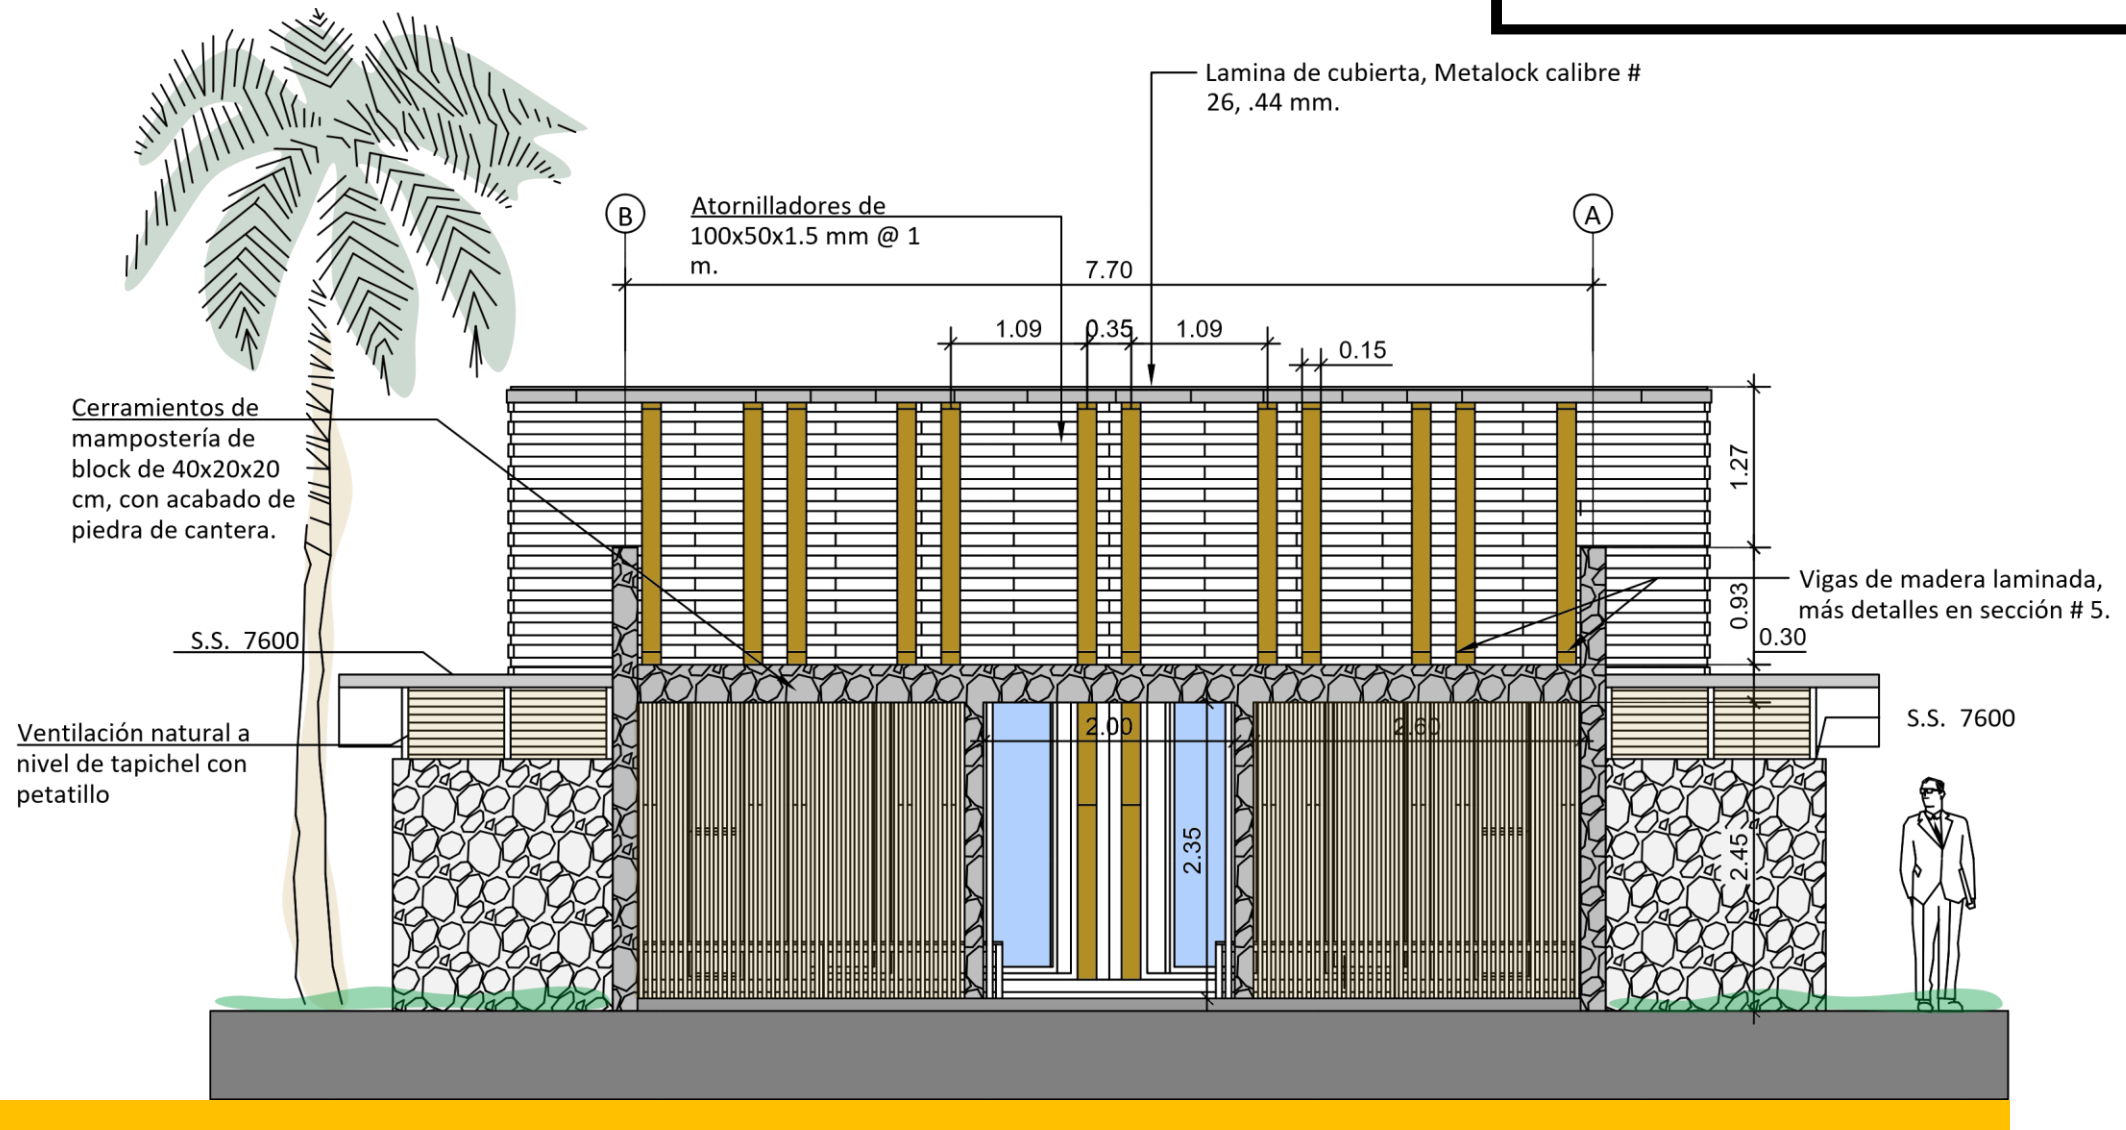 Lamina de cubierta, Metalock calibre #
26, .44 mm.
B
Atornilladores de
100x50x1.5 mm @ 1
m.
A
7.70
1.09
0.35
1.09
0.15
Cerramientos de
mampostería de
block de 40x20x20
cm, con acabado de
piedra de cantera.
1.27
Vigas de madera laminada,
más detalles en sección # 5.
0.93
0.30
S.S. 7600
Ventilación natural a
nivel de tapichel con
petatillo
2.00
2.60
S.S. 7600
2.35
2.45